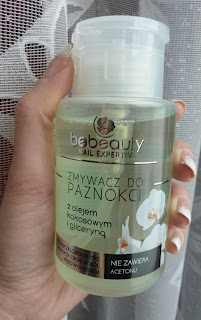 bebeauty
NAIL EXPERTIV
ZMYWACZ DO
PAZNOKCI
z olejem
kokosowym
i gliceryną
NIE ZAWIERA
ACETONU